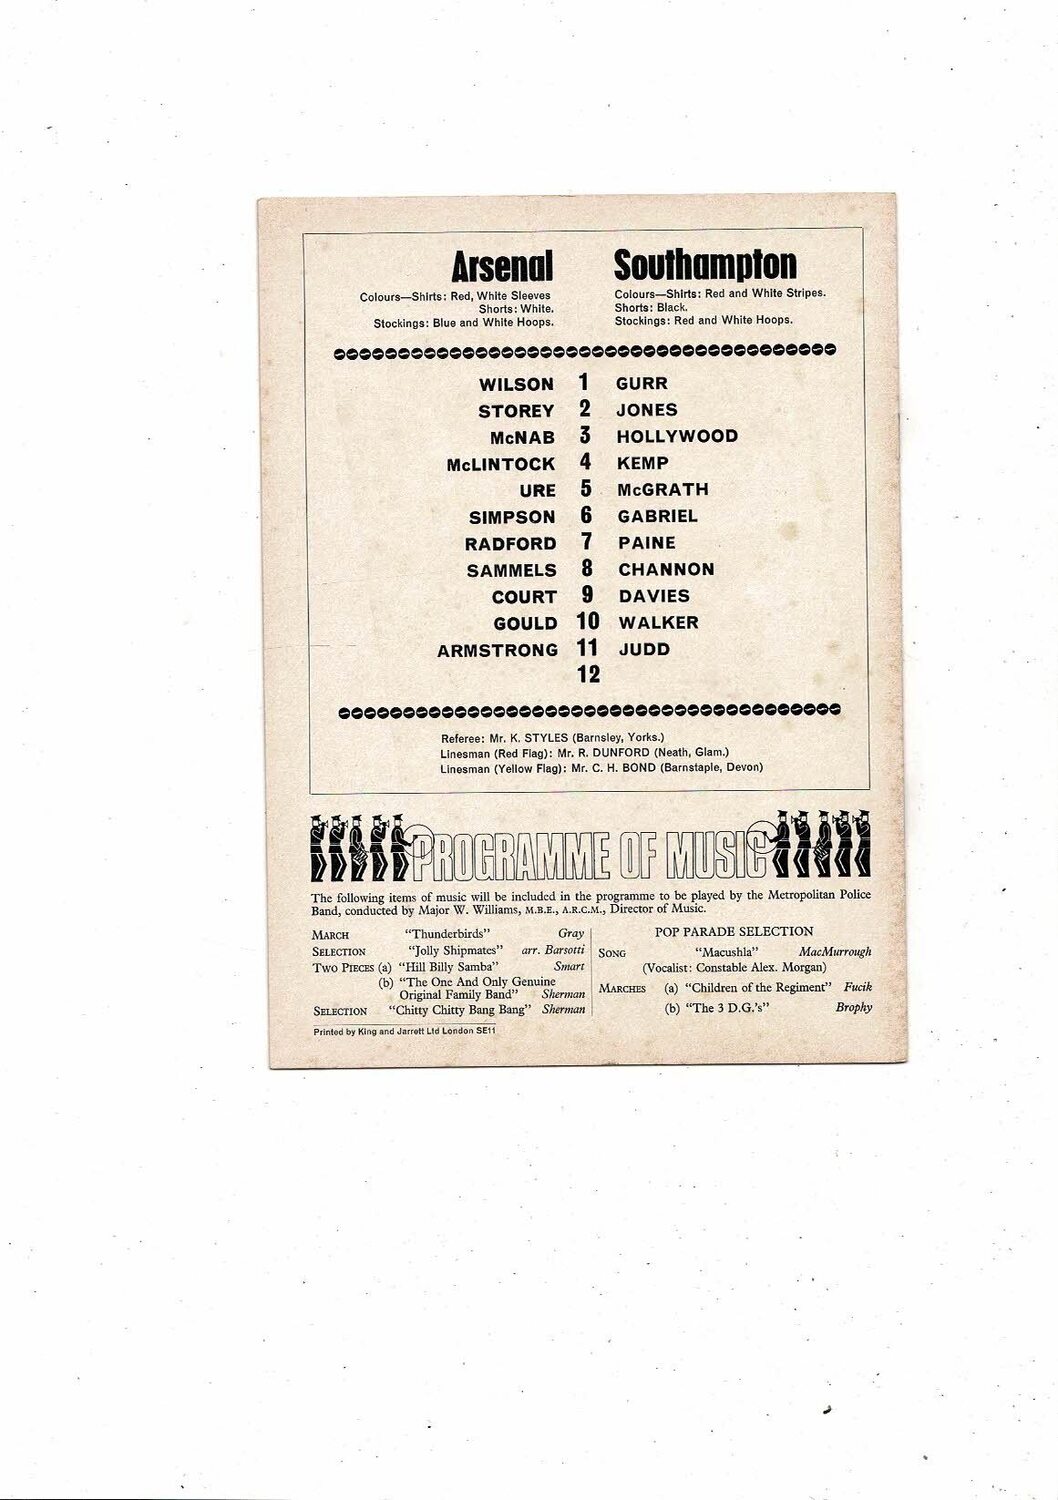 Arsenal Southampton
Colours—Shirts: Red, White Sleeves Colours—Shirts: Red and White Stripes.
Shorts: White. Shorts: Black.
Stockings: Blue and White Hoops. Stockings: Red and White Hoops.
WILSON 1 GURR
STOREY 2 JONES
McNAB 3 HOLLYWOOD
McLINTOCK 4 KEMP
URE 5 McGRATH
SIMPSON 6 GABRIEL
RADFORD 7 PAINE
SAMMELS 8 CHANNON
COURT 9 DAVIES
GOULD 10 WALKER
ARMSTRONG 11 JUDD
12
Referee: Mr. K. STYLES (Barnsley, Yorks.)
Linesman (Red Flag): Mr. R. DUNFORD (Neath, Glam.)
Linesman (Yellow Flag): Mr. C. H. BOND (Barnstaple, Devon)
PROGRAMME OF MUSIC
The following items of music will be included in the programme to be played by the Metropolitan Police
Band, conducted by Major W. Williams, M.B.E., A.R.C.M., Director of Music.
MARCH "Thunderbirds" Gray
SELECTION "Jolly Shipmates" arr. Barsotti
TWO PIECES (a) "Hill Billy Samba" Smart
(b) "The One And Only Genuine
Original Family Band" Sherman
SELECTION "Chitty Chitty Bang Bang" Sherman
POP PARADE SELECTION
SONG "Macushla" MacMurrough
(Vocalist: Constable Alex. Morgan)
MARCHES (a) "Children of the Regiment" Fucik
(b) "The 3 D.G.'s" Brophy
Printed by King and Jarrett Ltd London SE11